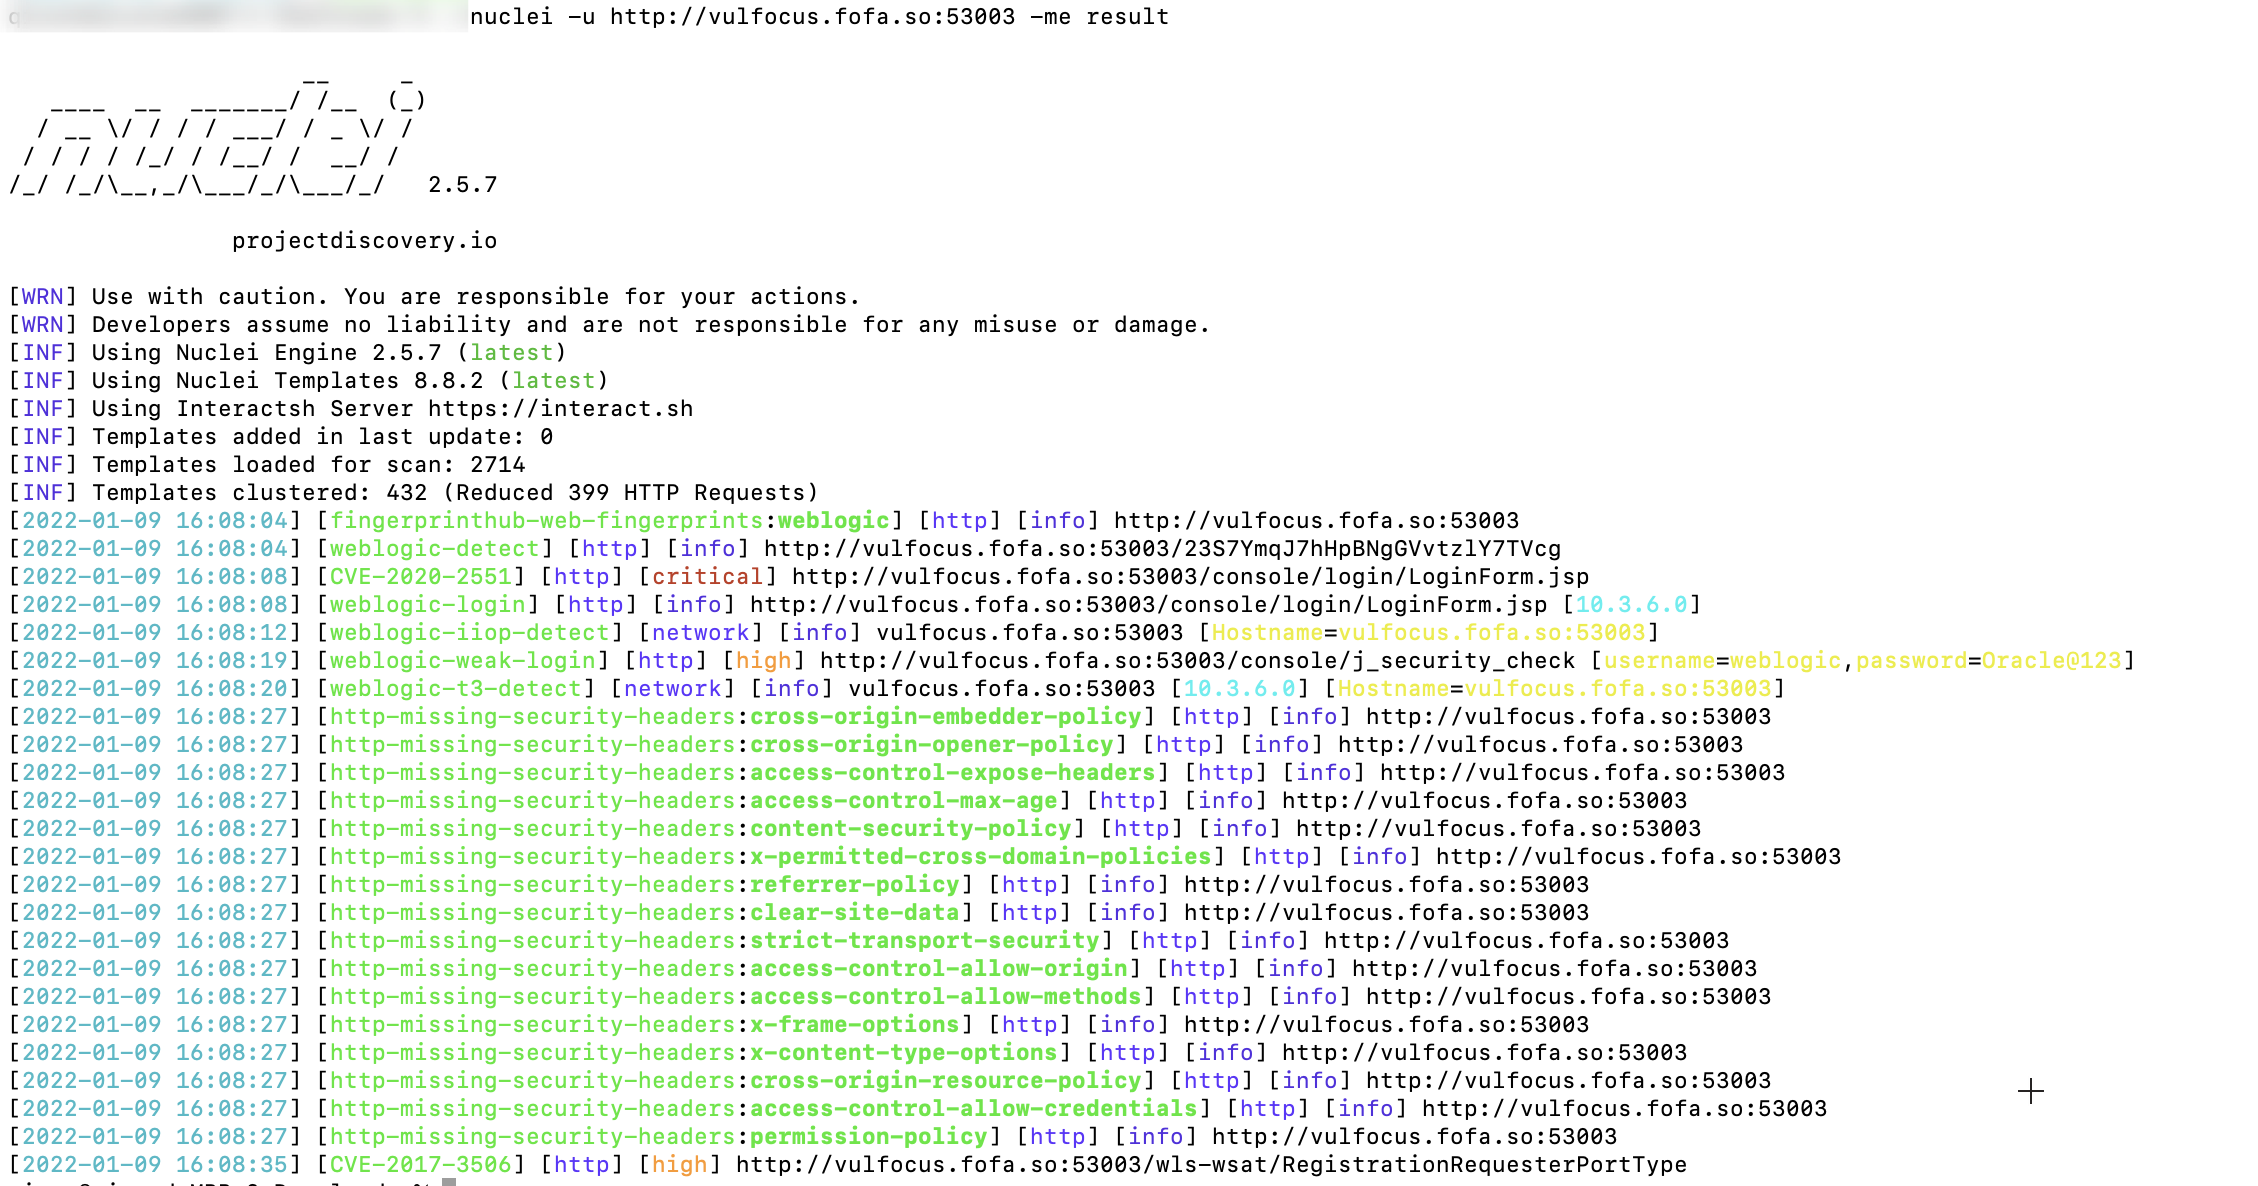 nuclei -u http://vulfocus.fofa.so:53003 -me result
                     __     _
   ____  __  _______/ /__  (_)
  / __ \/ / / / ___/ / _ \/ /
 / / / / /_/ / /__/ /  __/ /
/_/ /_/\__,_/\___/_/\___/_/   2.5.7
projectdiscovery.io
[WRN] Use with caution. You are responsible for your actions.
[WRN] Developers assume no liability and are not responsible for any misuse or damage.
[INF] Using Nuclei Engine 2.5.7 (latest)
[INF] Using Nuclei Templates 8.8.2 (latest)
[INF] Using Interactsh Server https://interact.sh
[INF] Templates added in last update: 0
[INF] Templates loaded for scan: 2714
[INF] Templates clustered: 432 (Reduced 399 HTTP Requests)
[2022-01-09 16:08:04] [fingerprinthub-web-fingerprints:weblogic] [http] [info] http://vulfocus.fofa.so:53003
[2022-01-09 16:08:04] [weblogic-detect] [http] [info] http://vulfocus.fofa.so:53003/23S7YmqJ7hHpBNgGVvtzlY7TVcg
[2022-01-09 16:08:08] [CVE-2020-2551] [http] [critical] http://vulfocus.fofa.so:53003/console/login/LoginForm.jsp
[2022-01-09 16:08:08] [weblogic-login] [http] [info] http://vulfocus.fofa.so:53003/console/login/LoginForm.jsp [10.3.6.0]
[2022-01-09 16:08:12] [weblogic-iiop-detect] [network] [info] vulfocus.fofa.so:53003 [Hostname=vulfocus.fofa.so:53003]
[2022-01-09 16:08:19] [weblogic-weak-login] [http] [high] http://vulfocus.fofa.so:53003/console/j_security_check [username=weblogic,password=Oracle@123]
[2022-01-09 16:08:20] [weblogic-t3-detect] [network] [info] vulfocus.fofa.so:53003 [10.3.6.0] [Hostname=vulfocus.fofa.so:53003]
[2022-01-09 16:08:27] [http-missing-security-headers:cross-origin-embedder-policy] [http] [info] http://vulfocus.fofa.so:53003
[2022-01-09 16:08:27] [http-missing-security-headers:cross-origin-opener-policy] [http] [info] http://vulfocus.fofa.so:53003
[2022-01-09 16:08:27] [http-missing-security-headers:access-control-expose-headers] [http] [info] http://vulfocus.fofa.so:53003
[2022-01-09 16:08:27] [http-missing-security-headers:access-control-max-age] [http] [info] http://vulfocus.fofa.so:53003
[2022-01-09 16:08:27] [http-missing-security-headers:content-security-policy] [http] [info] http://vulfocus.fofa.so:53003
[2022-01-09 16:08:27] [http-missing-security-headers:x-permitted-cross-domain-policies] [http] [info] http://vulfocus.fofa.so:53003
[2022-01-09 16:08:27] [http-missing-security-headers:referrer-policy] [http] [info] http://vulfocus.fofa.so:53003
[2022-01-09 16:08:27] [http-missing-security-headers:clear-site-data] [http] [info] http://vulfocus.fofa.so:53003
[2022-01-09 16:08:27] [http-missing-security-headers:strict-transport-security] [http] [info] http://vulfocus.fofa.so:53003
[2022-01-09 16:08:27] [http-missing-security-headers:access-control-allow-origin] [http] [info] http://vulfocus.fofa.so:53003
[2022-01-09 16:08:27] [http-missing-security-headers:access-control-allow-methods] [http] [info] http://vulfocus.fofa.so:53003
[2022-01-09 16:08:27] [http-missing-security-headers:x-frame-options] [http] [info] http://vulfocus.fofa.so:53003
[2022-01-09 16:08:27] [http-missing-security-headers:x-content-type-options] [http] [info] http://vulfocus.fofa.so:53003
[2022-01-09 16:08:27] [http-missing-security-headers:cross-origin-resource-policy] [http] [info] http://vulfocus.fofa.so:53003
[2022-01-09 16:08:27] [http-missing-security-headers:access-control-allow-credentials] [http] [info] http://vulfocus.fofa.so:53003
[2022-01-09 16:08:27] [http-missing-security-headers:permission-policy] [http] [info] http://vulfocus.fofa.so:53003
[2022-01-09 16:08:35] [CVE-2017-3506] [http] [high] http://vulfocus.fofa.so:53003/wls-wsat/RegistrationRequesterPortType